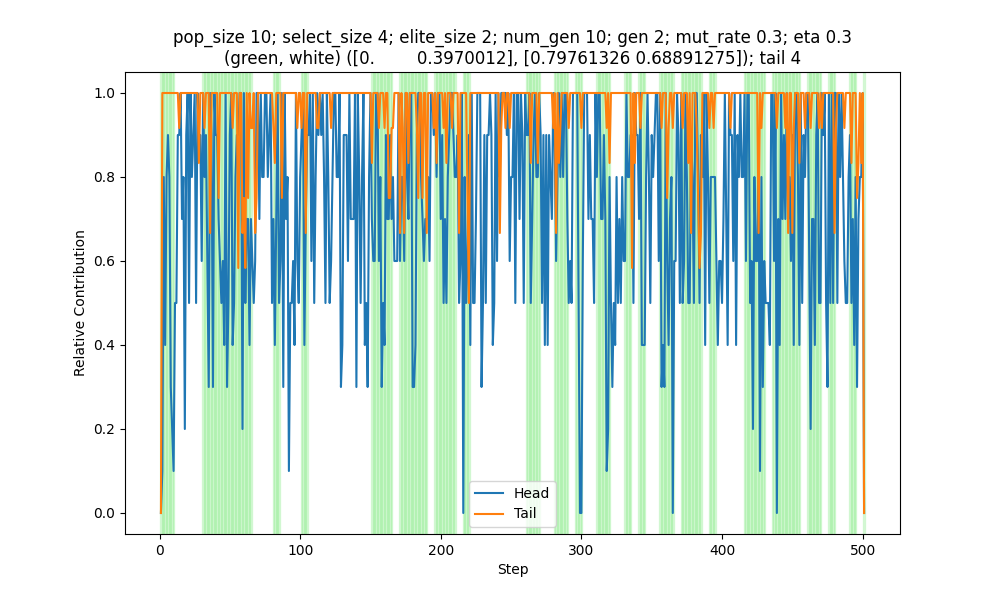 pop_size 10; select_size 4; elite_size 2; num_gen 10; gen 2; mut_rate 0.3; eta 0.3
(green, white) ([0.        0.3970012], [0.79761326 0.68891275]); tail 4
Relative Contribution
1.0
0.8
0.6
0.4
0.2
0.0
Head
Tail
0 100 200 300 400 500
Step